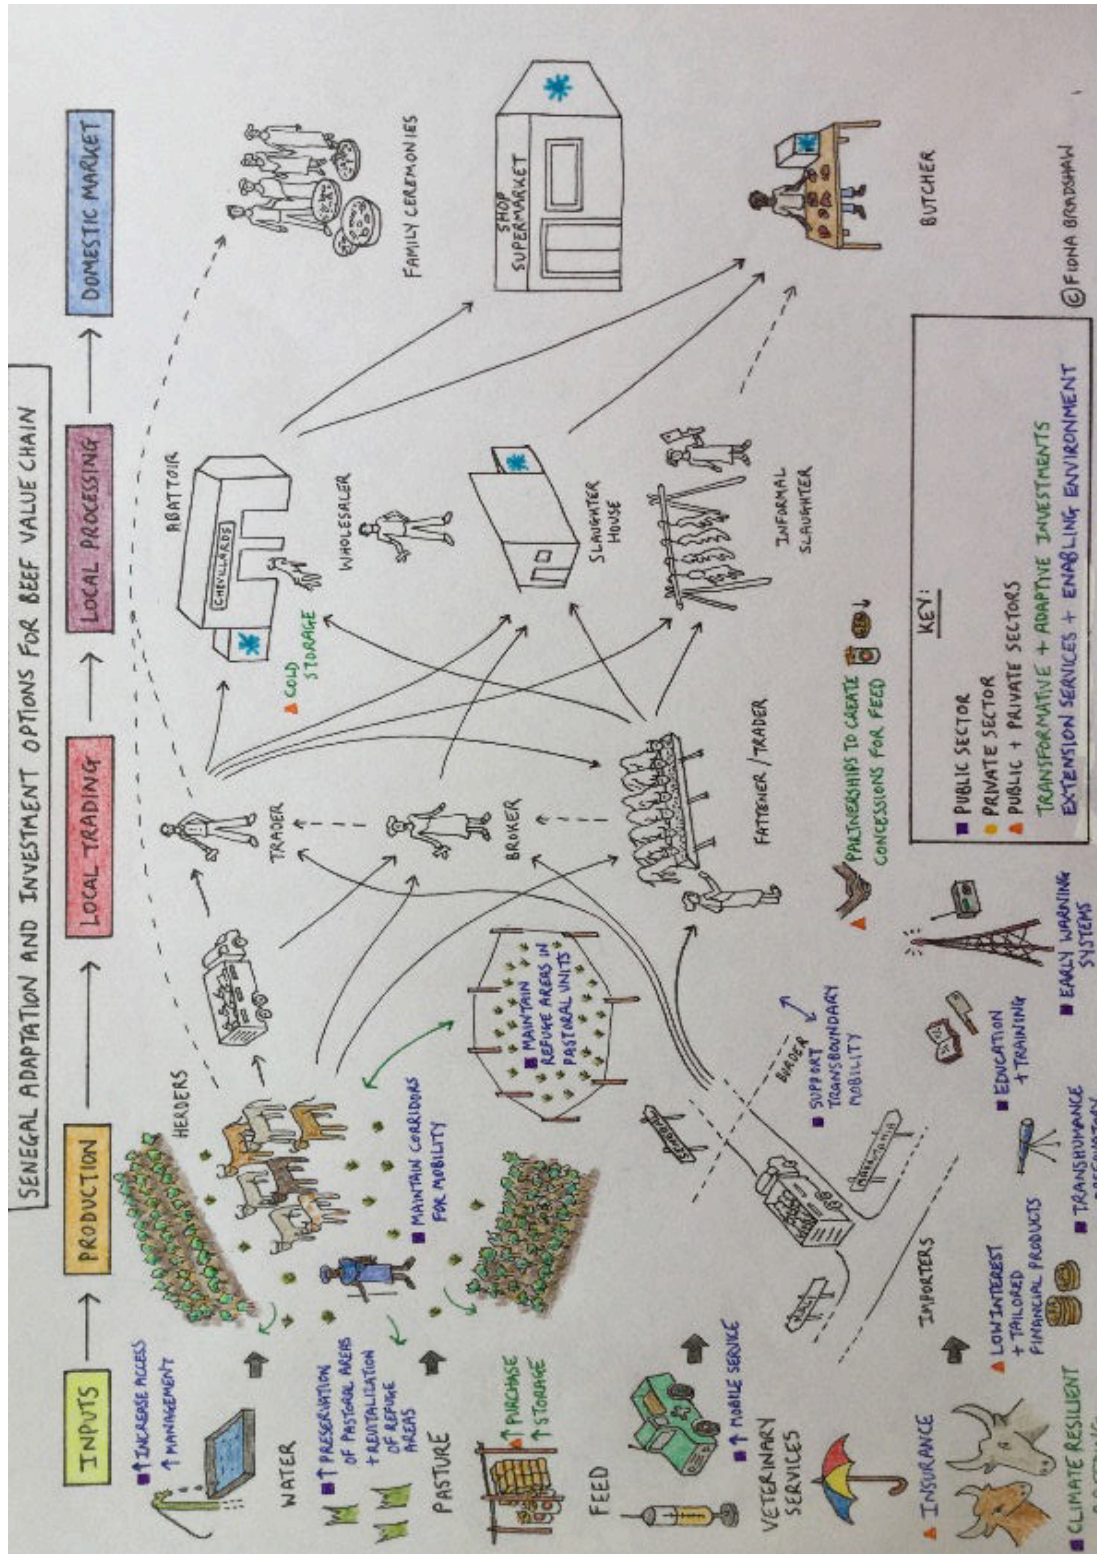 SENEGAL ADAPTATION AND INVESTMENT OPTIONS FOR BEEF VALUE CHAIN
INPUTS
PRODUCTION
LOCAL TRADING
LOCAL PROCESSING
DOMESTIC MARKET
↑ INCREASE ACCESS
↑ MANAGEMENT
WATER
↑ PRESERVATION
OF PASTORAL AREAS
+ REVITALIZATION
OF REFUGE
AREAS
PASTURE
↑ PURCHASE
↑ STORAGE
FEED
↑ MOBILE SERVICE
VETERINARY
SERVICES
INSURANCE
CLIMATE RESILIENT
HERDERS
MAINTAIN CORRIDORS
FOR MOBILITY
MAINTAIN
REFUGE AREAS IN
PASTORAL UNITS
SENEGAL
BORDER
SUPPORT
TRANSBOUNDARY
MOBILITY
MAURITANIA
MALI
IMPORTERS
LOW INTEREST
+ TAILORED
FINANCIAL PRODUCTS
TRANSHUMANCE
EDUCATION
+ TRAINING
EARLY WARNING
SYSTEMS
TRADER
BROKER
FATTENER / TRADER
PARTNERSHIPS TO CREATE
CONCESSIONS FOR FEED
ABATTOIR
CHEVILLARDS
COLD
STORAGE
WHOLESALER
SLAUGHTER
HOUSE
INFORMAL
SLAUGHTER
FAMILY CEREMONIES
SHOP
SUPERMARKET
BUTCHER
KEY:
PUBLIC SECTOR
PRIVATE SECTOR
PUBLIC + PRIVATE SECTORS
TRANSFORMATIVE + ADAPTIVE INVESTMENTS
EXTENSION SERVICES + ENABLING ENVIRONMENT
© FIONA BRADSHAW